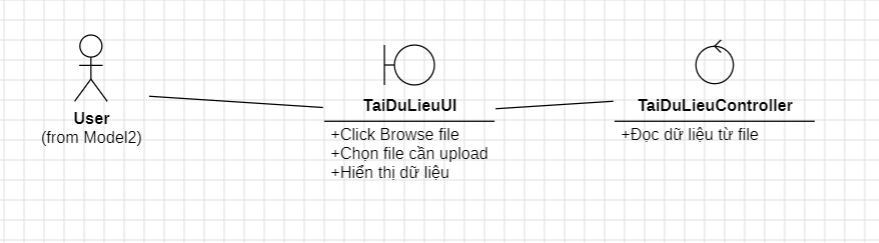 User
(from Model2)
TaiDuLieuUI
+Click Browse file
+Chọn file cần upload
+Hiển thị dữ liệu
TaiDuLieuController
+Đọc dữ liệu từ file